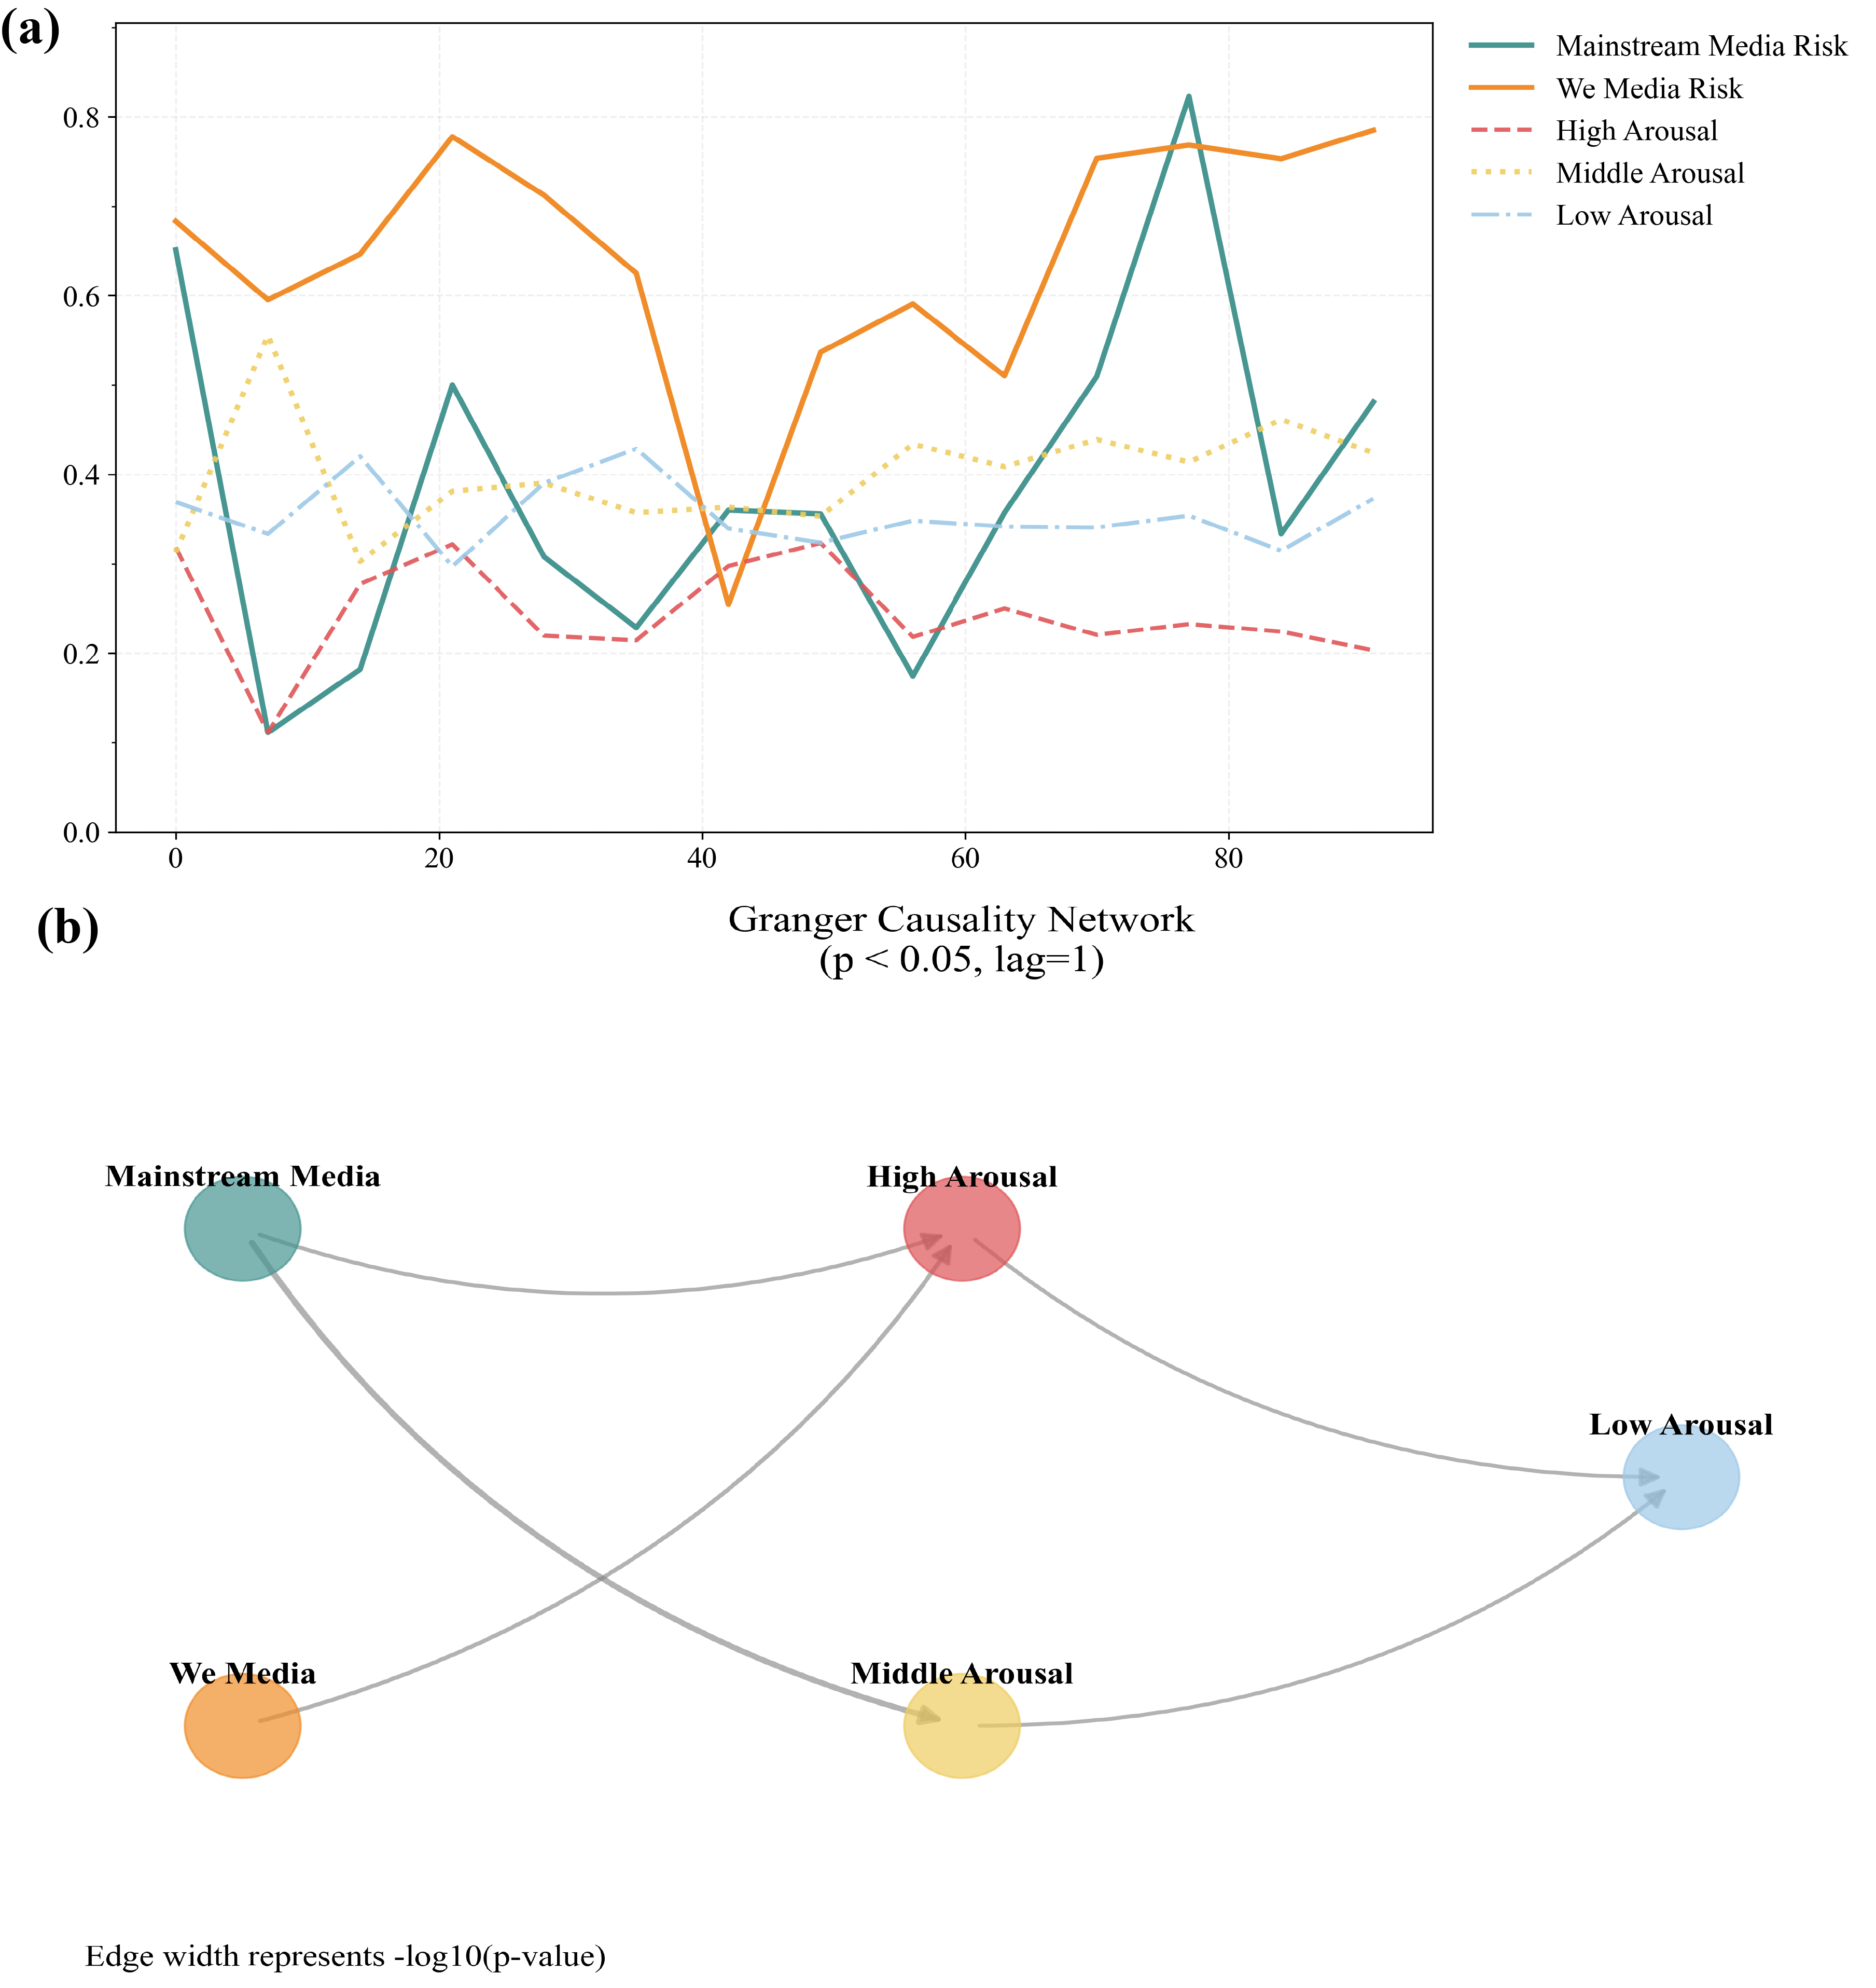 (a)
Mainstream Media Risk
We Media Risk
High Arousal
Middle Arousal
Low Arousal
0.8
0.6
0.4
0.2
0.0
0 20 40 60 80
(b)
Granger Causality Network
(p < 0.05, lag=1)
Mainstream Media
High Arousal
Low Arousal
We Media
Middle Arousal
Edge width represents -log10(p-value)